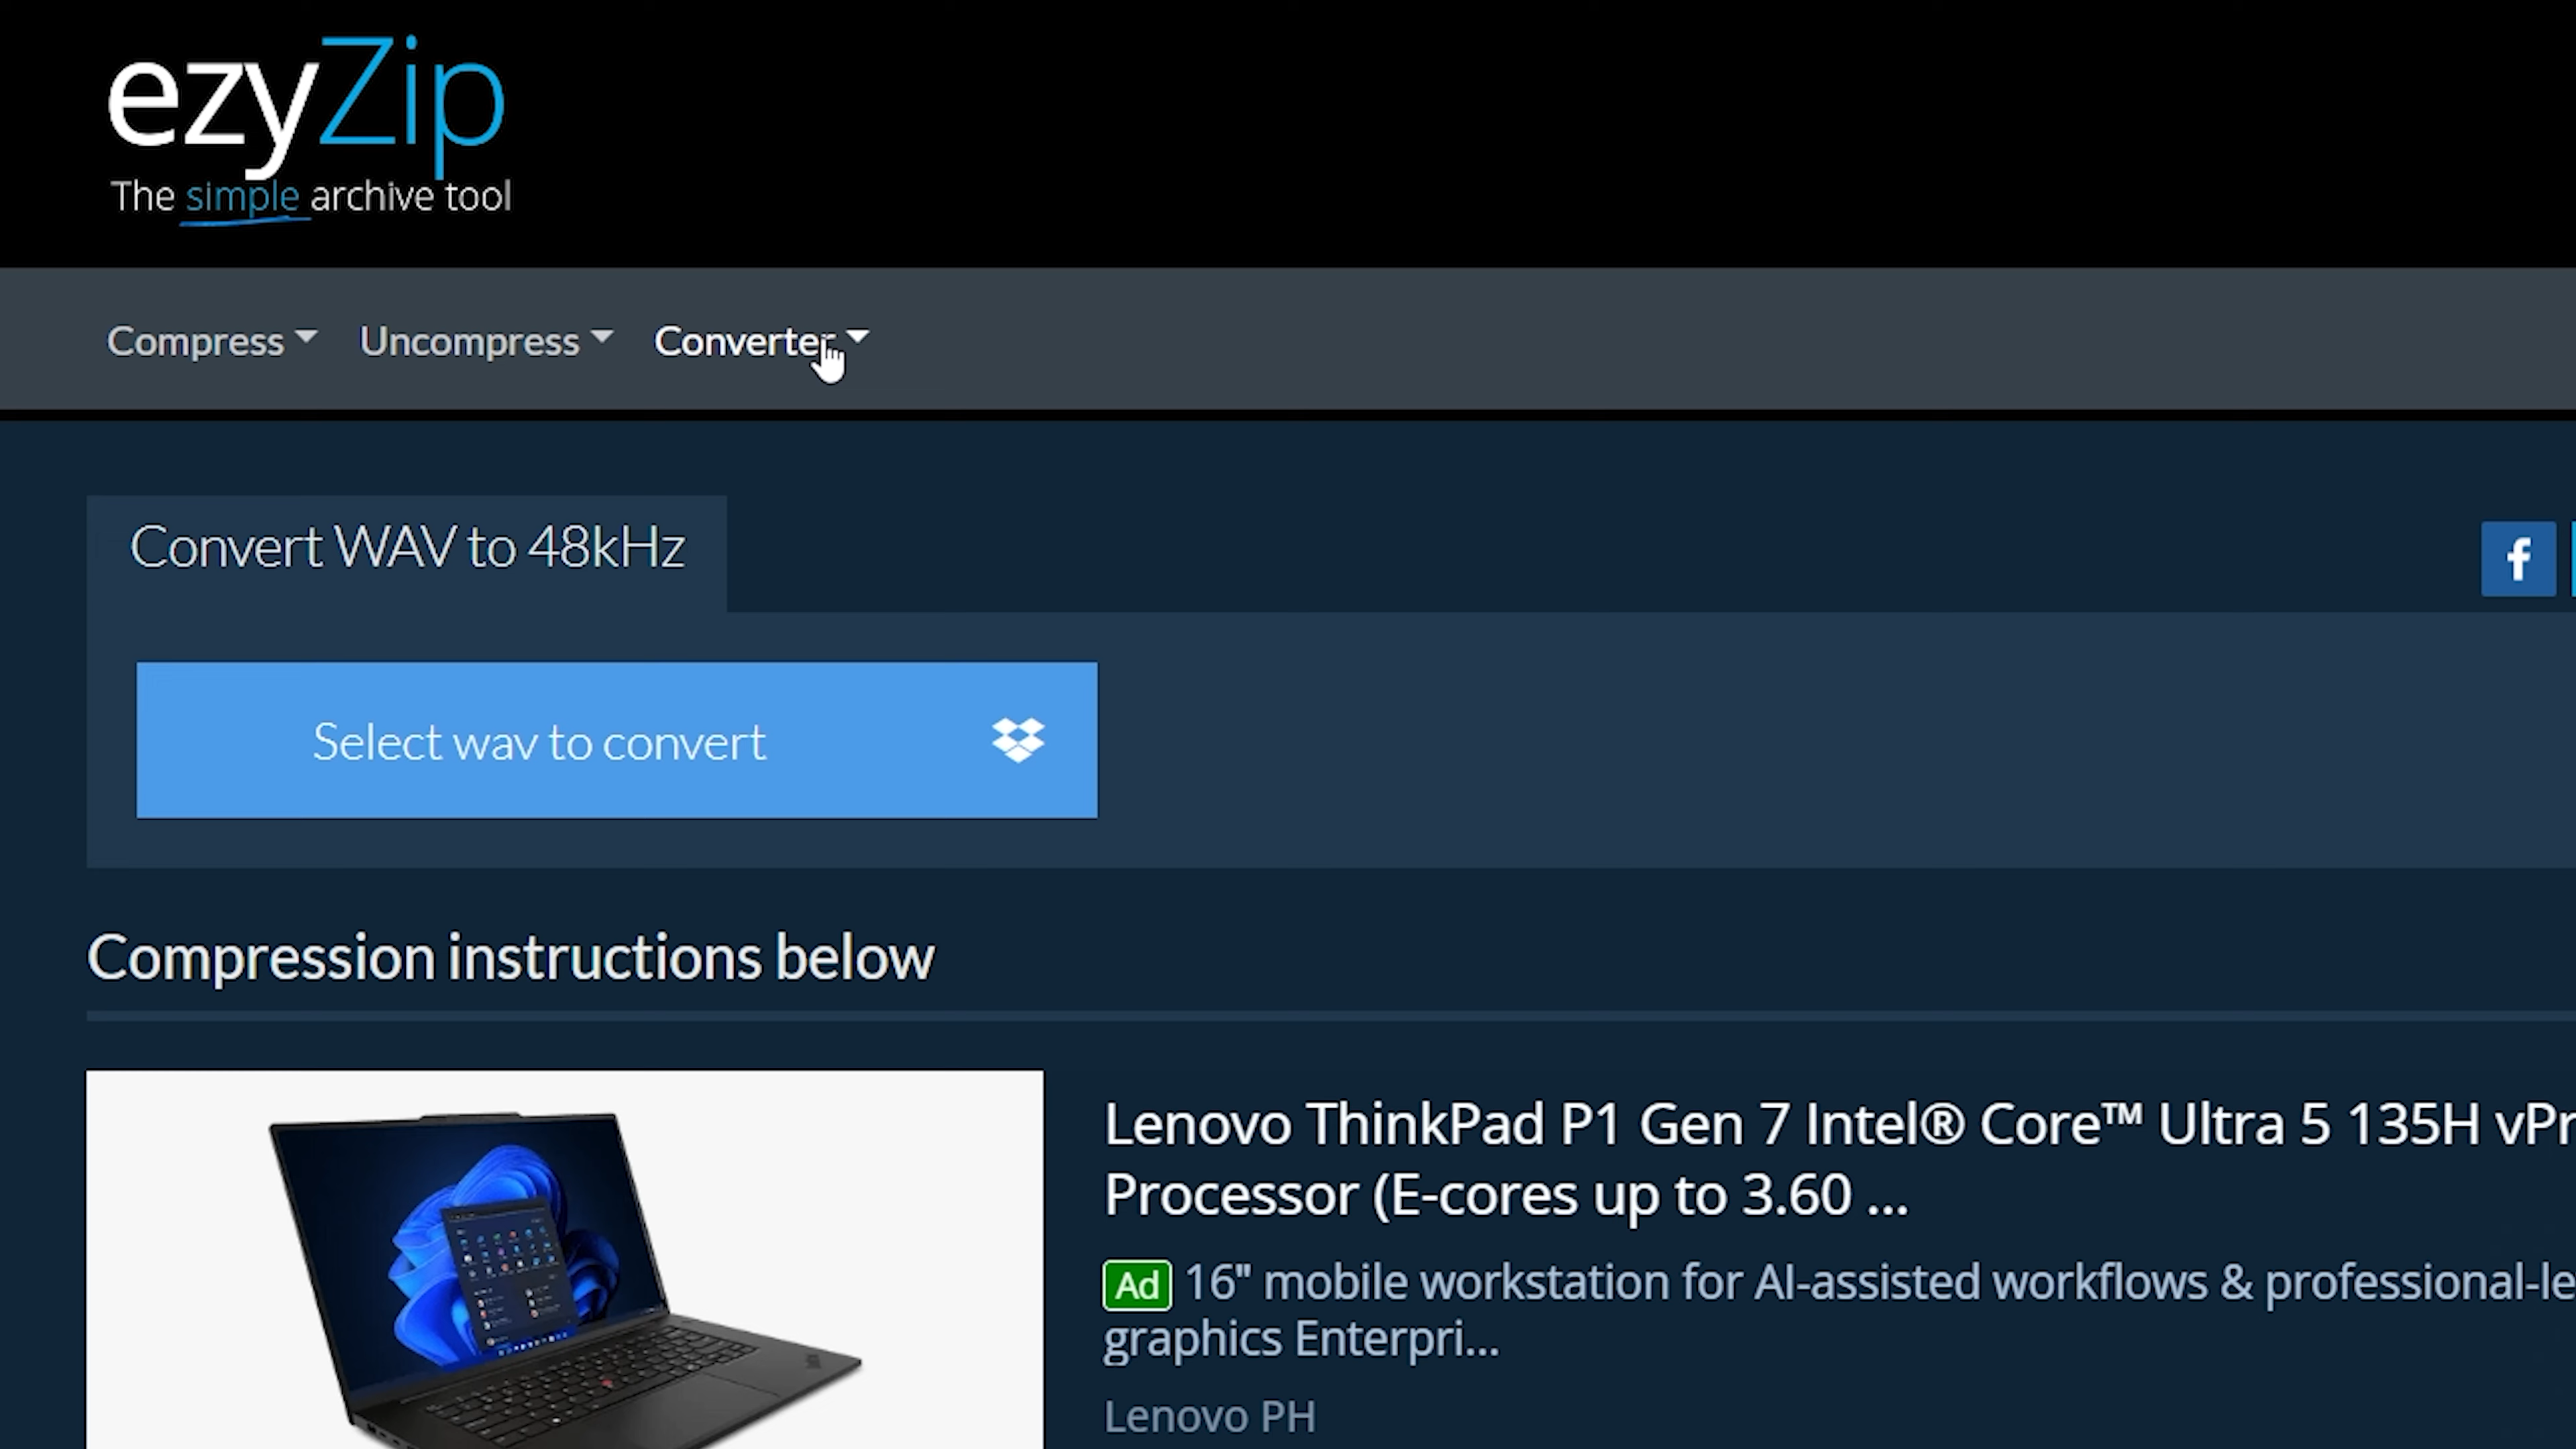 ezyZip
The simple archive tool
Compress
Uncompress
Converter
Convert WAV to 48kHz
f
Select wav to convert
Compression instructions below
Lenovo ThinkPad P1 Gen 7 Intel® Core™ Ultra 5 135H vPr
Processor (E-cores up to 3.60 ...
Ad 16" mobile workstation for AI-assisted workflows & professional-le
graphics Enterpri...
Lenovo PH